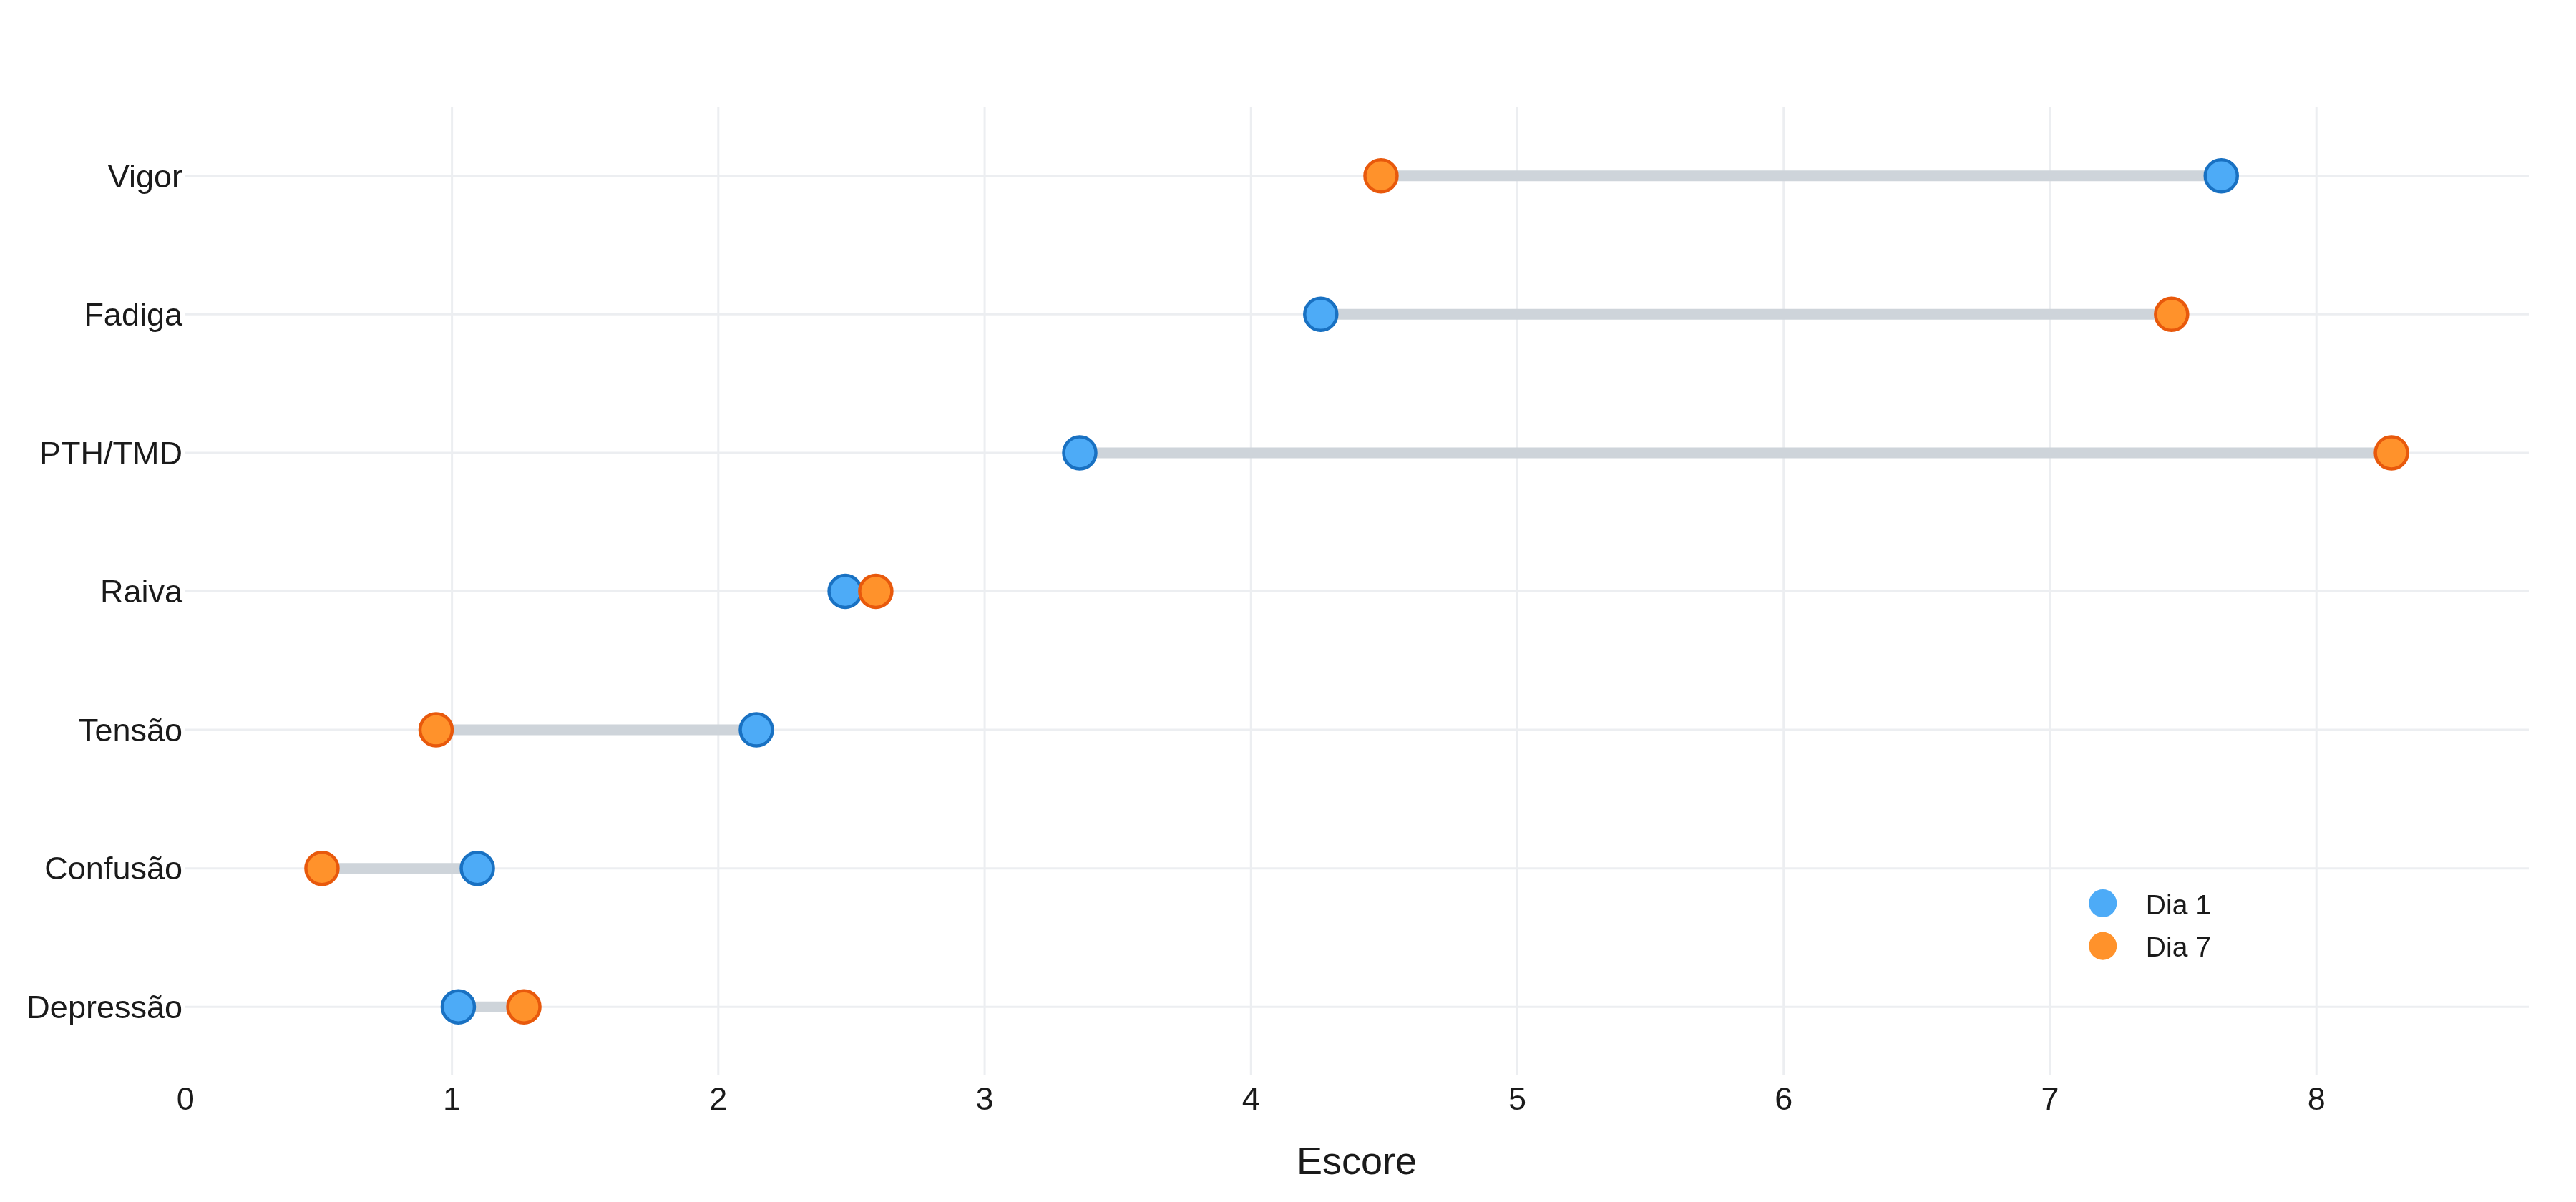 Vigor
Fadiga
PTH/TMD
Raiva
Tensão
Confusão
Depressão
Dia 1
Dia 7
0 1 2 3 4 5 6 7 8
Escore